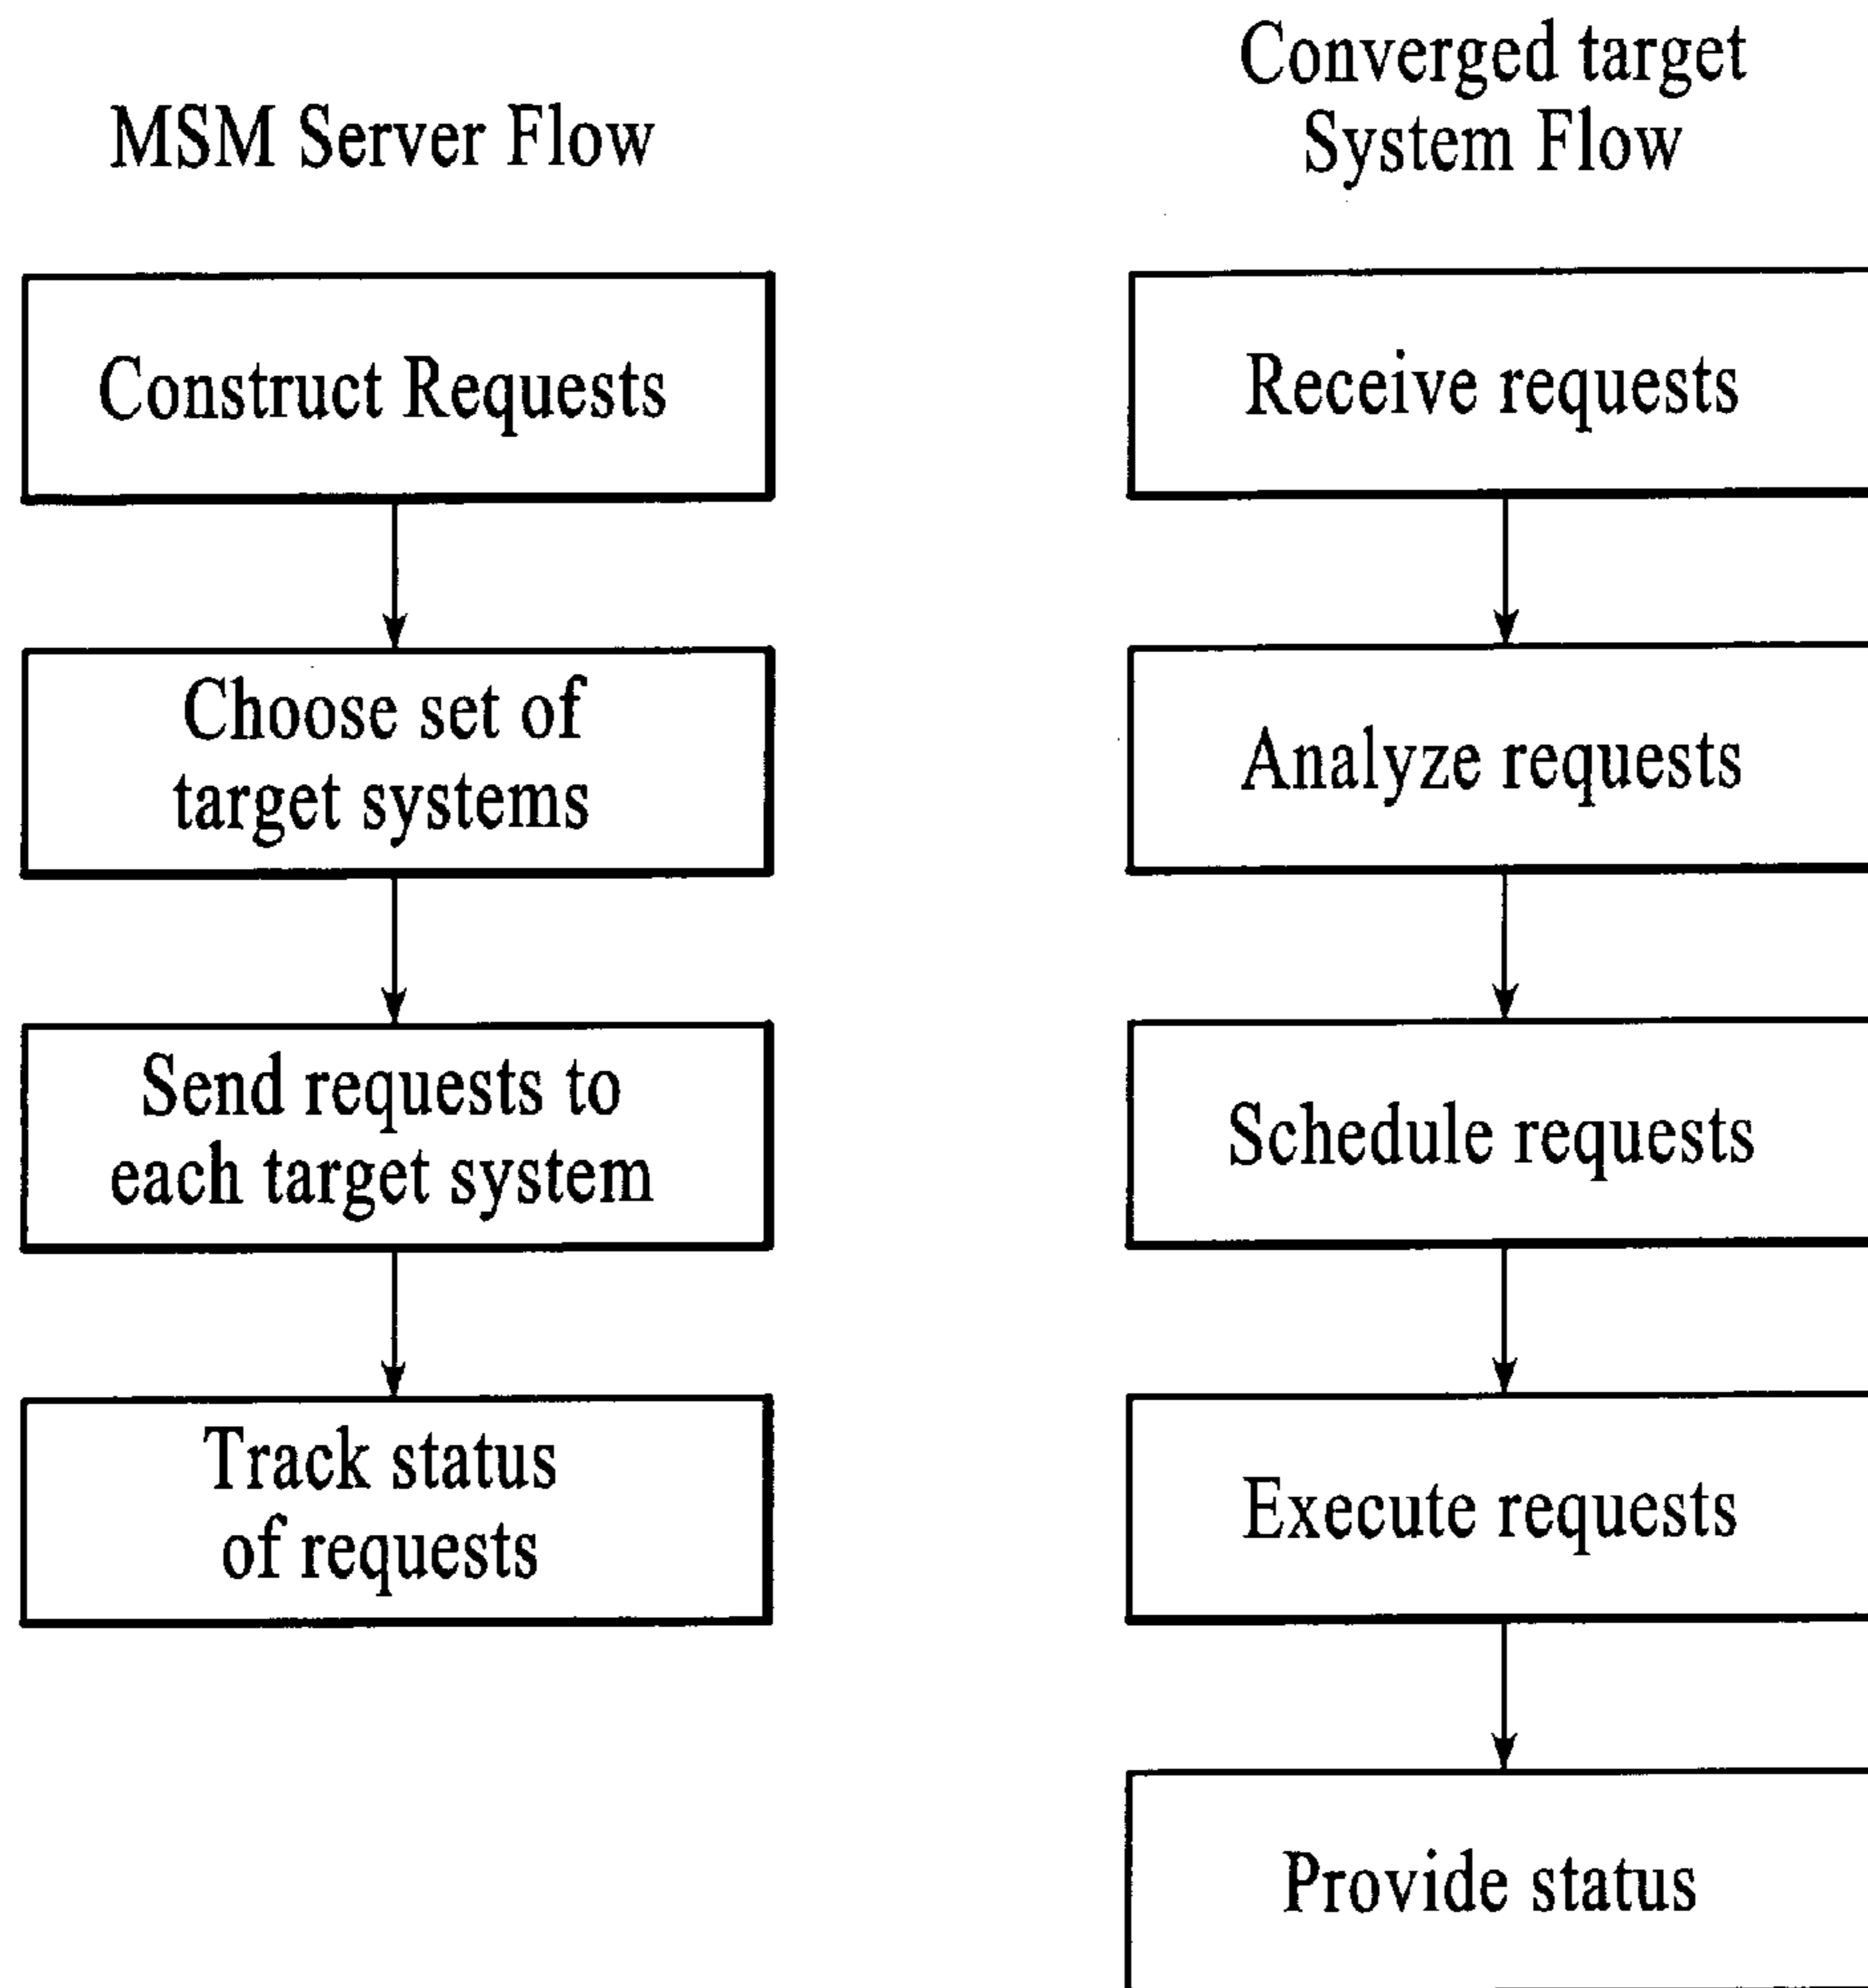 MSM Server Flow
Construct Requests
Choose set of
target systems
Send requests to
each target system
Track status
of requests
Converged target
System Flow
Receive requests
Analyze requests
Schedule requests
Execute requests
Provide status